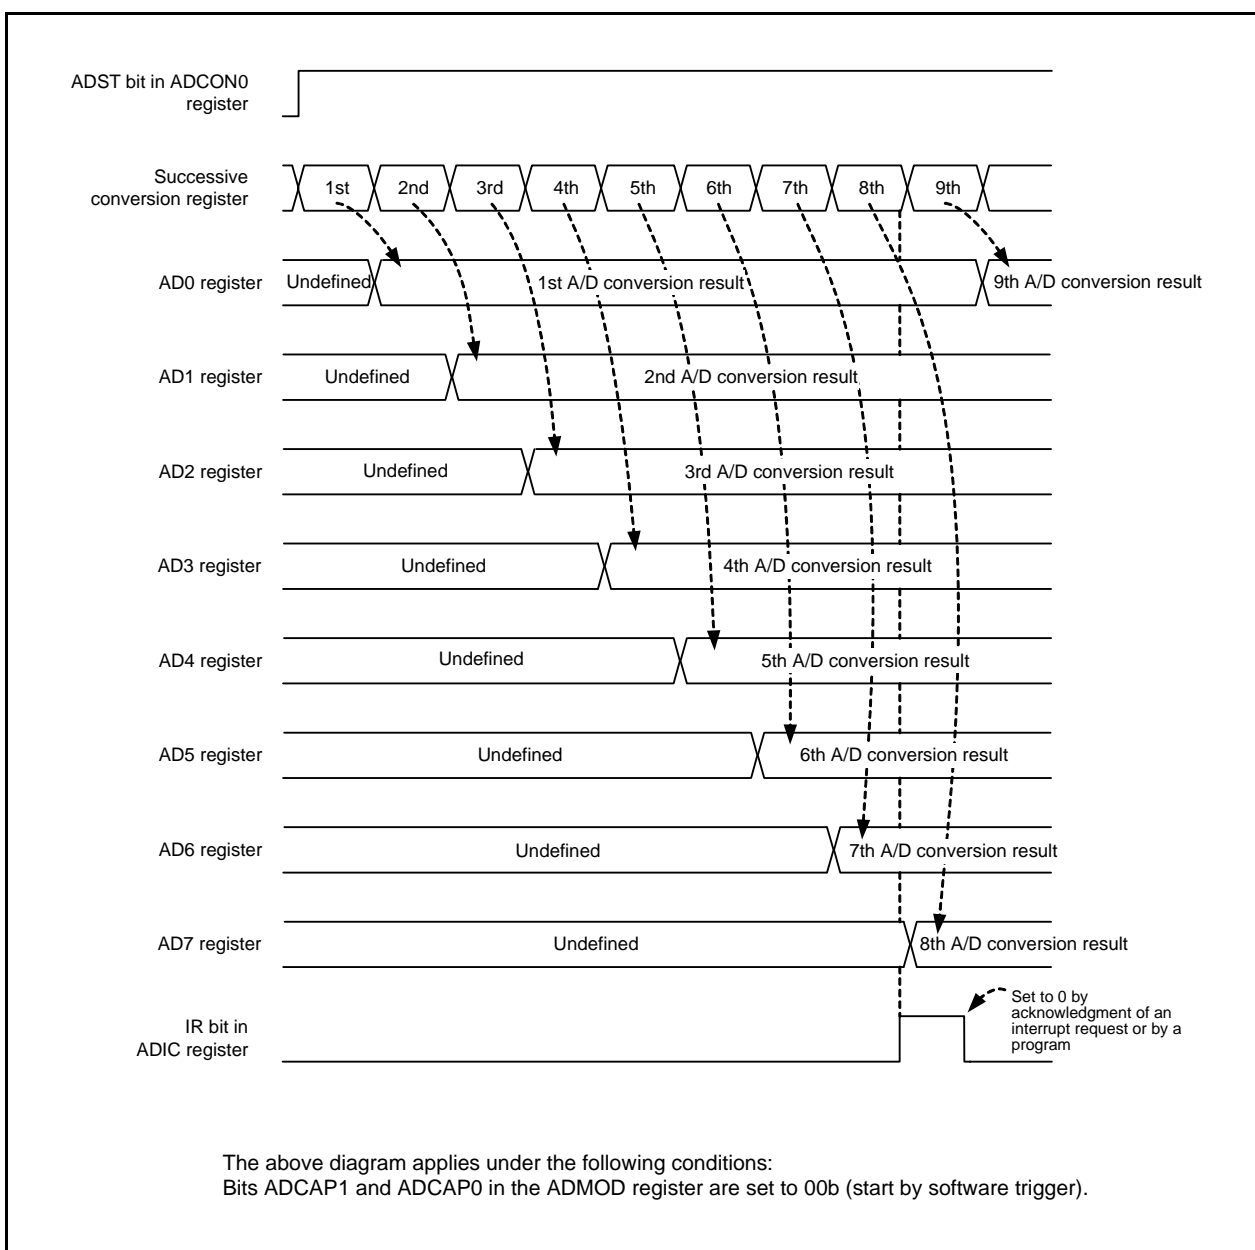 ADST bit in ADCON0
register
Successive
conversion register
1st 2nd 3rd 4th 5th 6th 7th 8th 9th
AD0 register
Undefined
1st A/D conversion result
9th A/D conversion result
AD1 register
Undefined
2nd A/D conversion result
AD2 register
Undefined
3rd A/D conversion result
AD3 register
Undefined
4th A/D conversion result
AD4 register
Undefined
5th A/D conversion result
AD5 register
Undefined
6th A/D conversion result
AD6 register
Undefined
7th A/D conversion result
AD7 register
Undefined
8th A/D conversion result
IR bit in
ADIC register
Set to 0 by
acknowledgment of an
interrupt request or by a
program
The above diagram applies under the following conditions:
Bits ADCAP1 and ADCAP0 in the ADMOD register are set to 00b (start by software trigger).